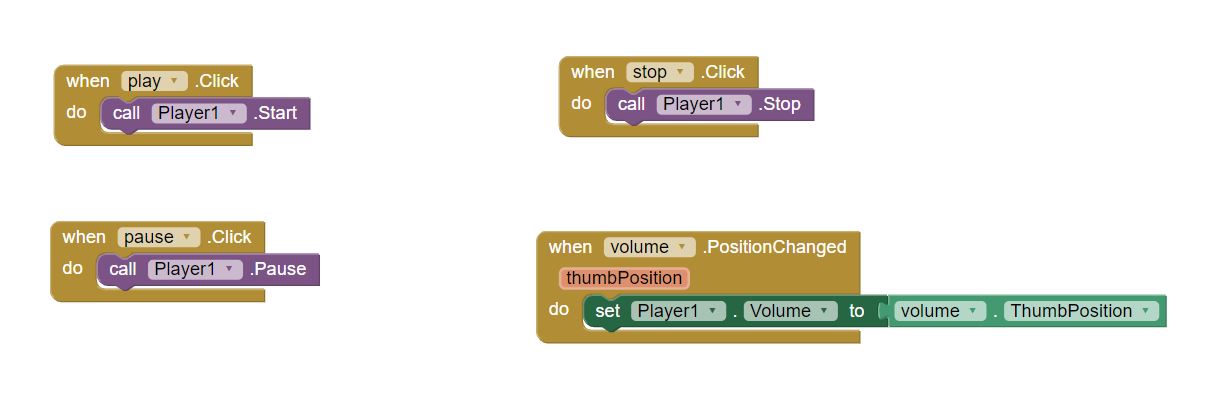 when play .Click
do call Player1 .Start
when stop .Click
do call Player1 .Stop
when pause .Click
do call Player1 .Pause
when volume .PositionChanged
thumbPosition
do set Player1 . Volume to volume . ThumbPosition